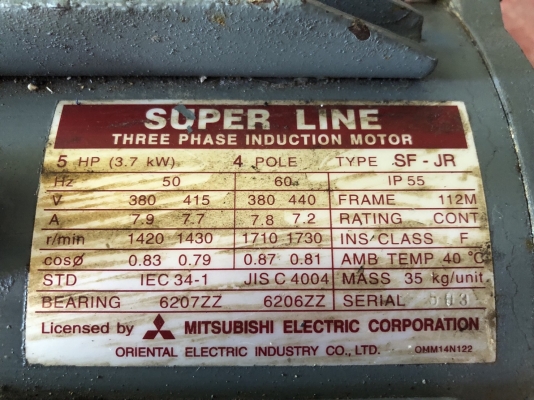 SUPER LINE
THREE PHASE INDUCTION MOTOR
5 HP (3.7 kW) 4 POLE TYPE SF-JR
Hz 50 60 IP 55
V 380 415 380 440 FRAME 112M
A 7.9 7.7 7.8 7.2 RATING CONT
r/min 1420 1430 1710 1730 INS/CLASS F
cosø 0.83 0.79 0.87 0.81 AMB TEMP 40 °C
STD IEC 34-1 JIS C 4004 MASS 35 kg/unit
BEARING 6207ZZ 6206ZZ SERIAL
Licensed by MITSUBISHI ELECTRIC CORPORATION
ORIENTAL ELECTRIC INDUSTRY CO., LTD. OHM14N122